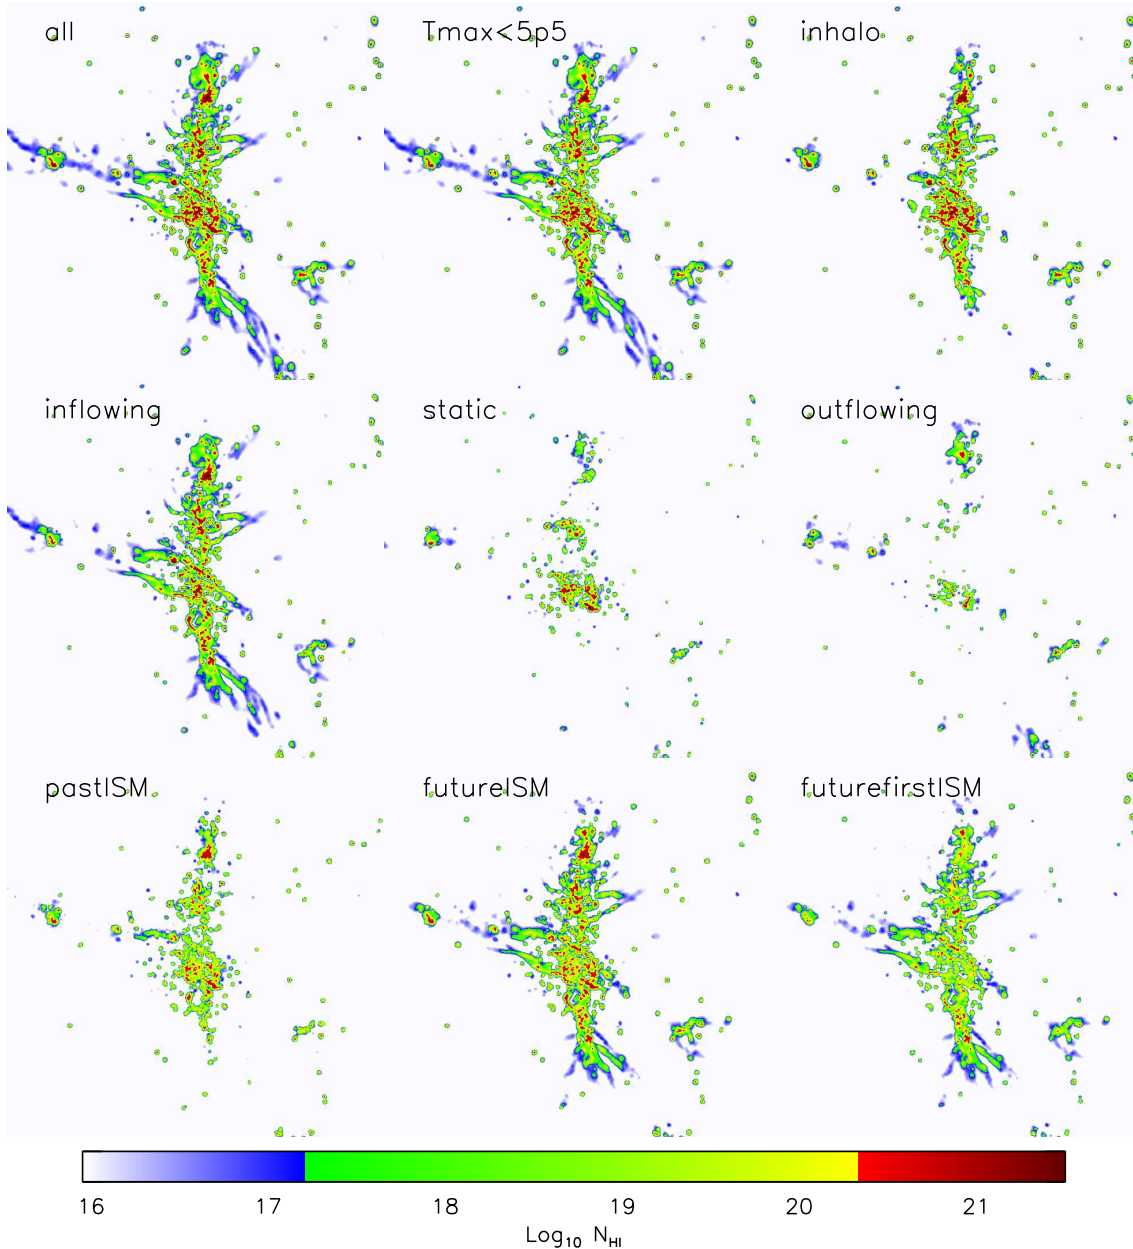 all Tmax<5p5 inhalo
inflowing static outflowing
pastISM futureISM futurefirstISM
16 17 18 19 20 21
Log10 NHI